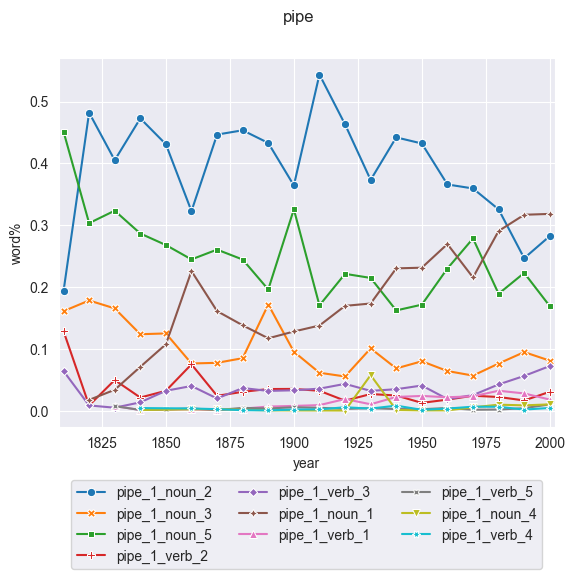 pipe
0.5
0.4
0.3
0.2
0.1
0.0
word%
1825 1850 1875 1900 1925 1950 1975 2000
year
pipe_1_noun_2 pipe_1_verb_3 pipe_1_verb_5
pipe_1_noun_3 pipe_1_noun_1 pipe_1_noun_4
pipe_1_noun_5 pipe_1_verb_1 pipe_1_verb_4
pipe_1_verb_2